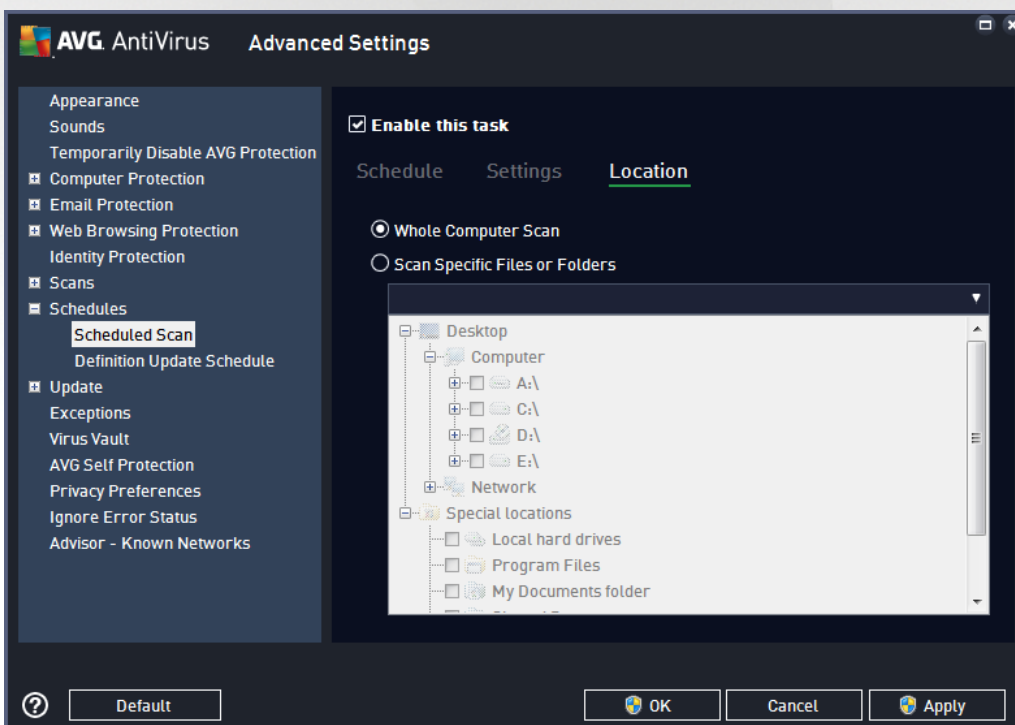 AVG. AntiVirus Advanced Settings
Appearance
Sounds
Temporarily Disable AVG Protection
Computer Protection
Email Protection
Web Browsing Protection
Identity Protection
Scans
Schedules
Scheduled Scan
Definition Update Schedule
Update
Exceptions
Virus Vault
AVG Self Protection
Privacy Preferences
Ignore Error Status
Advisor - Known Networks
Enable this task
Schedule Settings Location
Whole Computer Scan
Scan Specific Files or Folders
Desktop
Computer
A:\
C:\
D:\
E:\
Network
Special locations
Local hard drives
Program Files
My Documents folder
? Default OK Cancel Apply